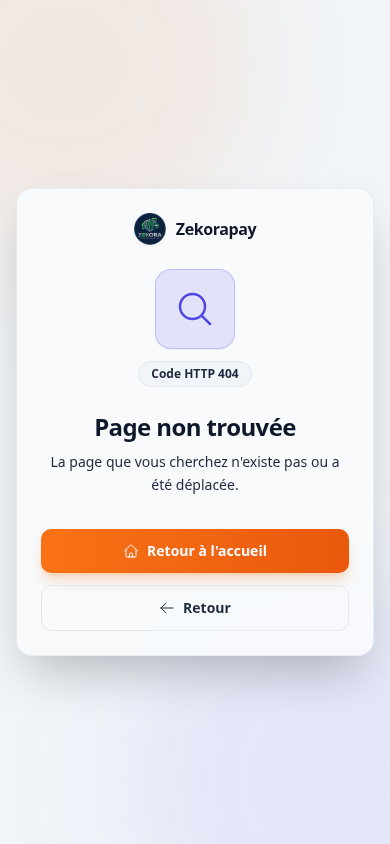 ZEKORA
Zekorapay
Code HTTP 404
Page non trouvée
La page que vous cherchez n'existe pas ou a
été déplacée.
Retour à l'accueil
Retour